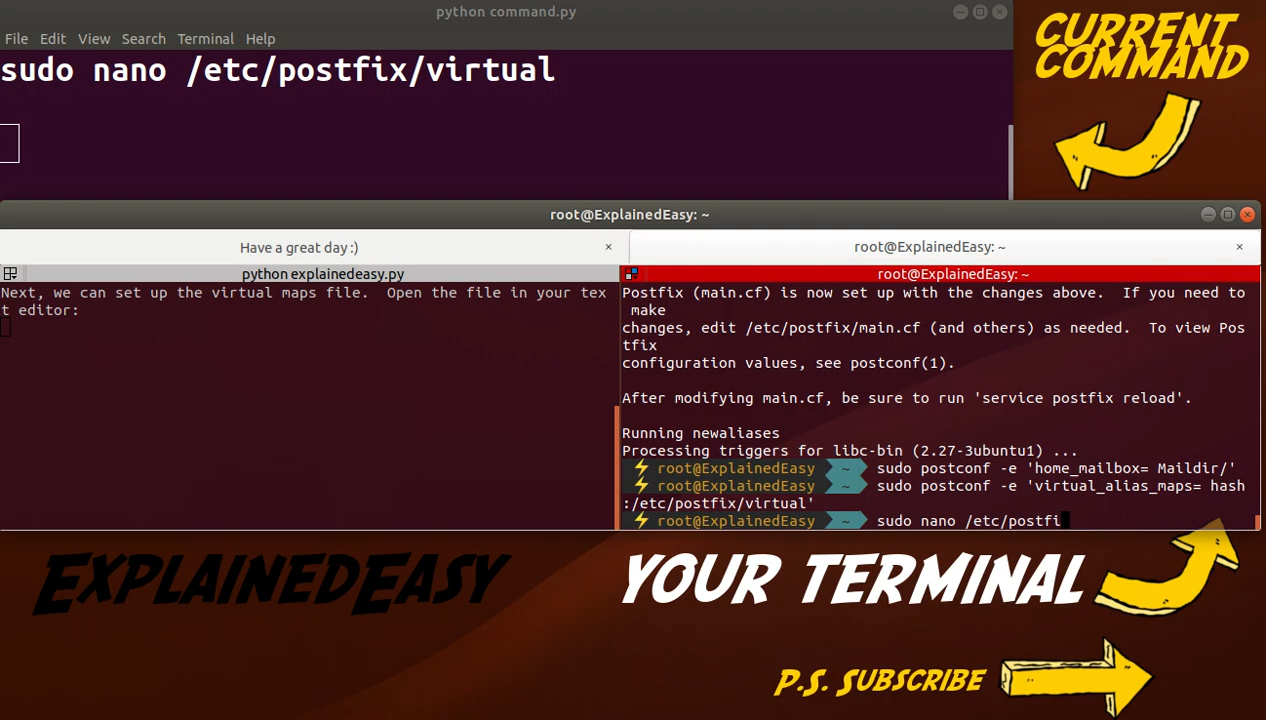 python command.py
File Edit View Search Terminal Help
sudo nano /etc/postfix/virtual
CURRENT
COMMAND
root@ExplainedEasy: ~
Have a great day :) ×
root@ExplainedEasy: ~ ×
python explainedeasy.py
Next, we can set up the virtual maps file.  Open the file in your tex
t editor:
root@ExplainedEasy: ~
Postfix (main.cf) is now set up with the changes above.  If you need to
make
changes, edit /etc/postfix/main.cf (and others) as needed.  To view Pos
tfix
configuration values, see postconf(1).
After modifying main.cf, be sure to run 'service postfix reload'.
Running newaliases
Processing triggers for libc-bin (2.27-3ubuntu1) ...
⚡ root@ExplainedEasy ~ sudo postconf -e 'home_mailbox= Maildir/'
⚡ root@ExplainedEasy ~ sudo postconf -e 'virtual_alias_maps= hash
:/etc/postfix/virtual'
⚡ root@ExplainedEasy ~ sudo nano /etc/postfi
EXPLAINEDEASY
YOUR TERMINAL
P.S. SUBSCRIBE